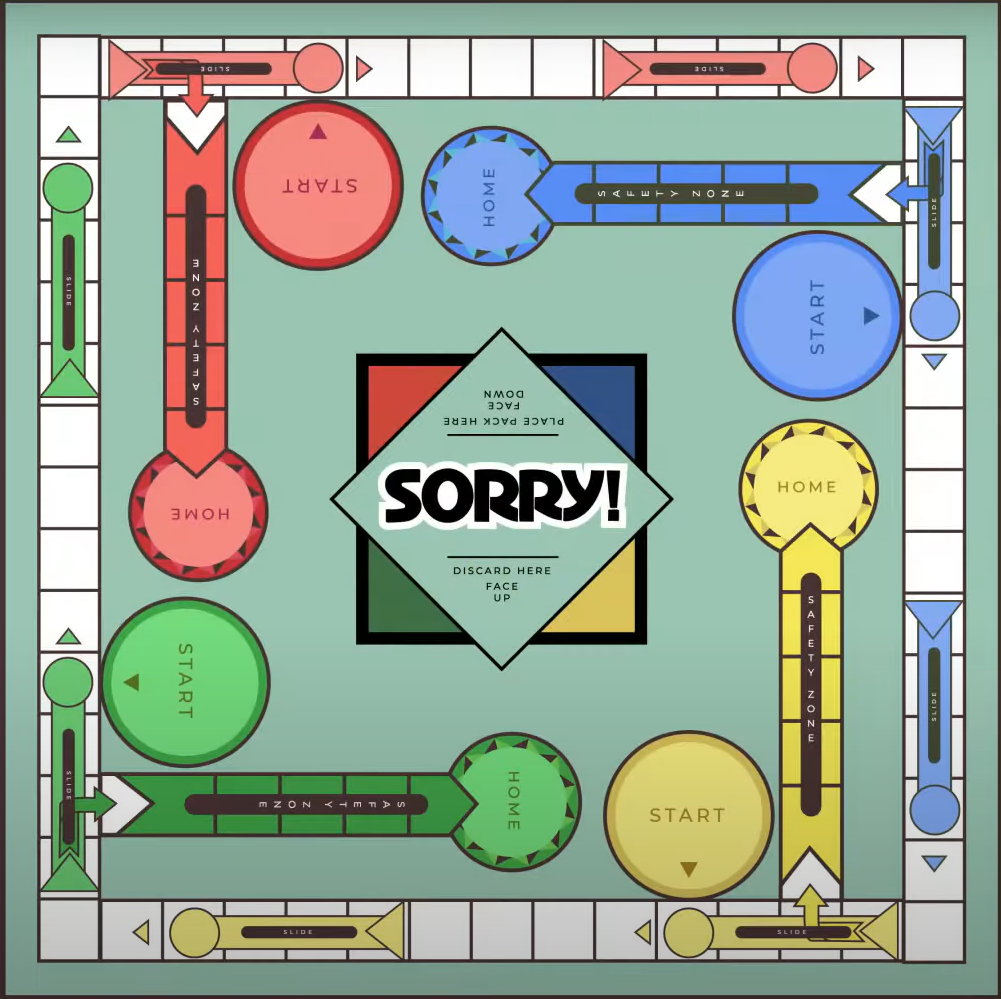 SLIDE
SLIDE
START
HOME
SAFETY ZONE
SLIDE
SLIDE
START
SAFETY ZONE
PLACE PACK HERE
FACE
DOWN
SORRY!
DISCARD HERE
FACE
UP
HOME
HOME
START
SAFETY ZONE
SLIDE
SLIDE
SAFETY ZONE
HOME
START
SLIDE
SLIDE